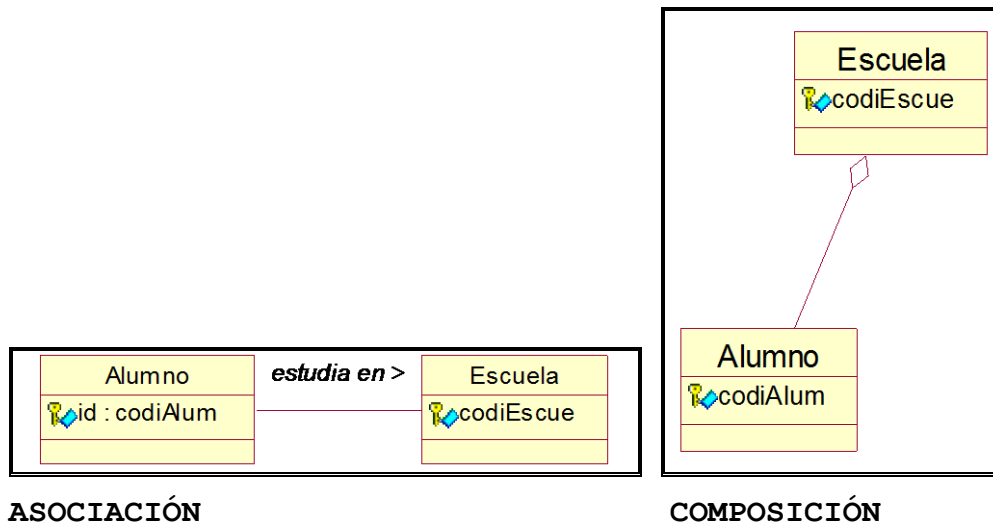 Escuela
codiEscue
Alumno
codiAlum
Alumno
estudia en >
Escuela
id : codiAlum
codiEscue
ASOCIACIÓN
COMPOSICIÓN